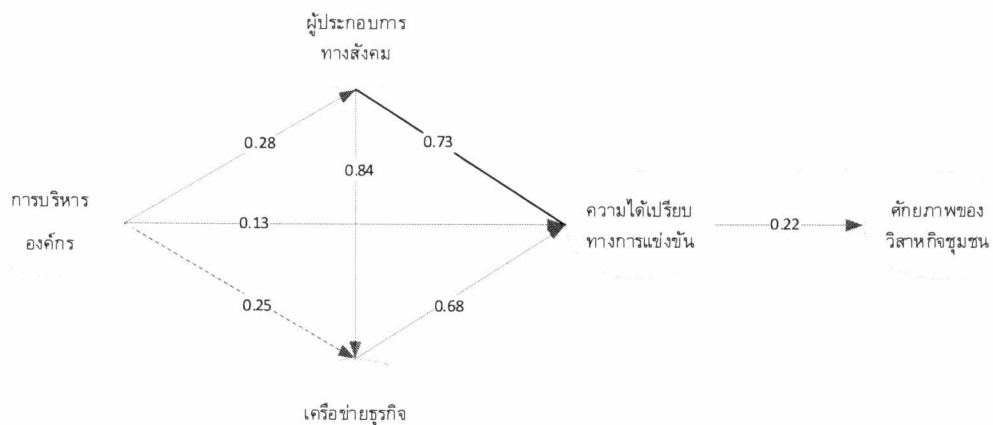 ผู้ประกอบการ
ทางสังคม
0.28
0.73
0.84
การบริหาร
องค์กร
0.13
ความได้เปรียบ
ทางการแข่งขัน
0.22
ศักยภาพของ
วิสาหกิจชุมชน
0.25
0.68
เครือข่ายธุรกิจ